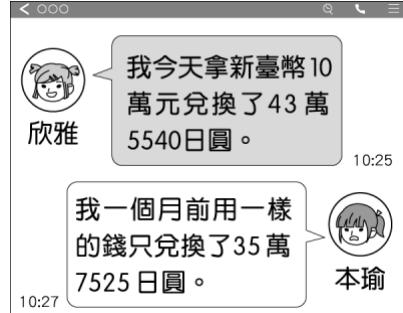 我今天拿新臺幣10
萬元兌換了43萬
5540日圓。
欣雅
10:25
我一個月前用一樣
的錢只兌換了35萬
7525日圓。
本瑜
10:27